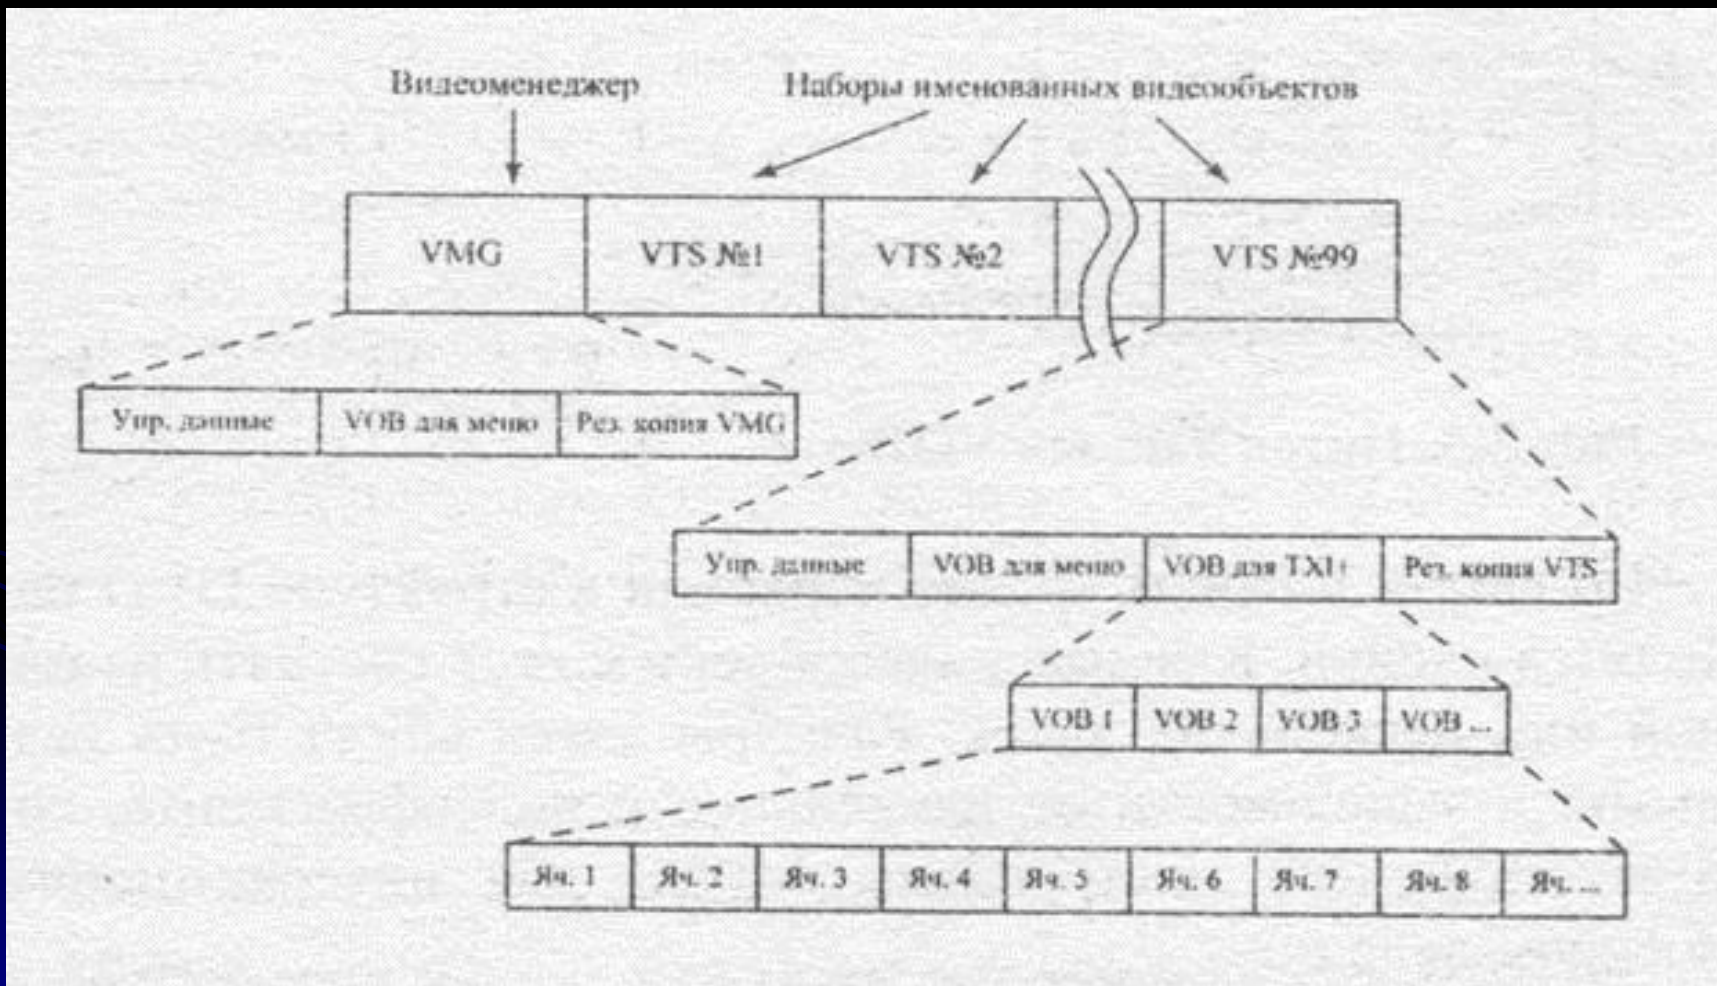 Видеоменеджер Наборы именованных видеообъектов
VMG VTS №1 VTS №2 VTS №99
Упр. данные VOB для меню Рез. копия VMG
Упр. данные VOB для меню VOB для Рез. копия VTS
VOB 1 VOB 2 VOB 3 VOB ...
Яч. 1 Яч. 2 Яч. 3 Яч. 4 Яч. 5 Яч. 6 Яч. 7 Яч. 8 Яч. ...